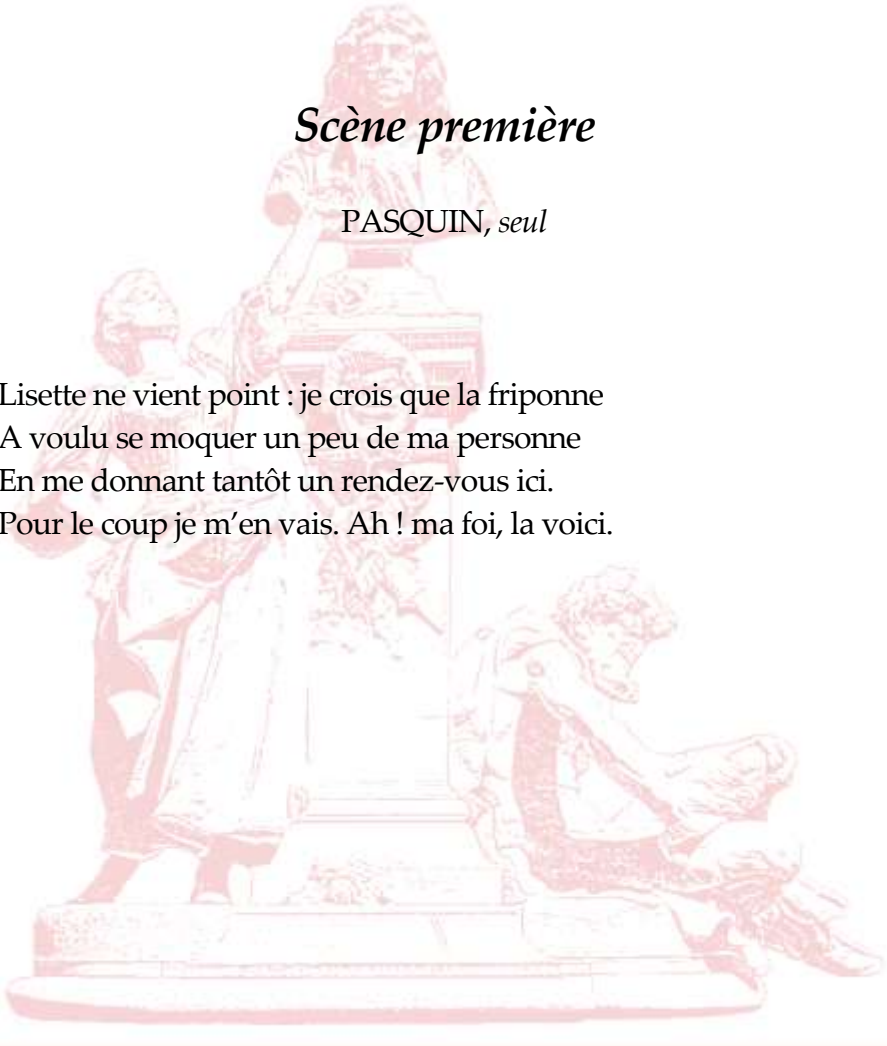 Scène première
PASQUIN, seul
Lisette ne vient point : je crois que la friponne
A voulu se moquer un peu de ma personne
En me donnant tantôt un rendez-vous ici.
Pour le coup je m’en vais. Ah ! ma foi, la voici.